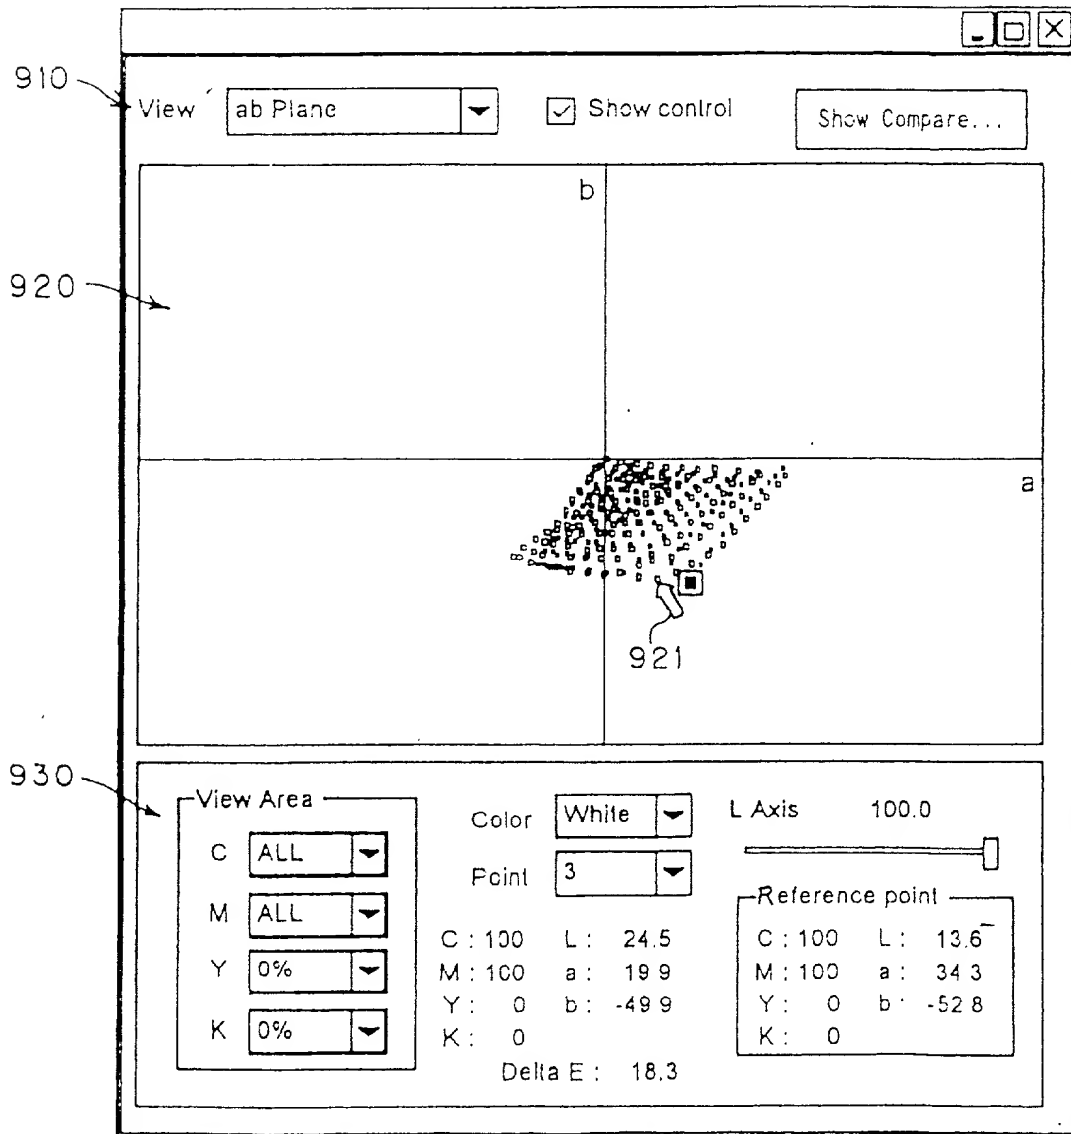 910
View ab Plane Show control Show Compare...
b
920
a
921
930
View Area
C ALL
M ALL
Y 0%
K 0%
Color White
Point 3
C : 100 L : 24.5
M : 100 a : 19 9
Y : 0 b : -49 9
K : 0
Delta E : 18.3
L Axis 100.0
Reference point
C : 100 L : 13.6
M : 100 a : 34 3
Y : 0 b : -52 8
K : 0